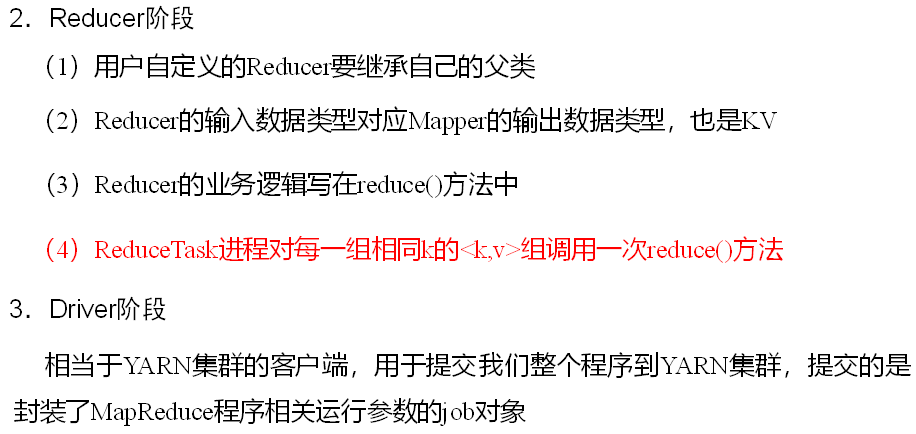 2．Reducer阶段
（1）用户自定义的Reducer要继承自己的父类
（2）Reducer的输入数据类型对应Mapper的输出数据类型，也是KV
（3）Reducer的业务逻辑写在reduce()方法中
（4）ReduceTask进程对每一组相同k的<k,v>组调用一次reduce()方法
3．Driver阶段
相当于YARN集群的客户端，用于提交我们整个程序到YARN集群，提交的是
封装了MapReduce程序相关运行参数的job对象